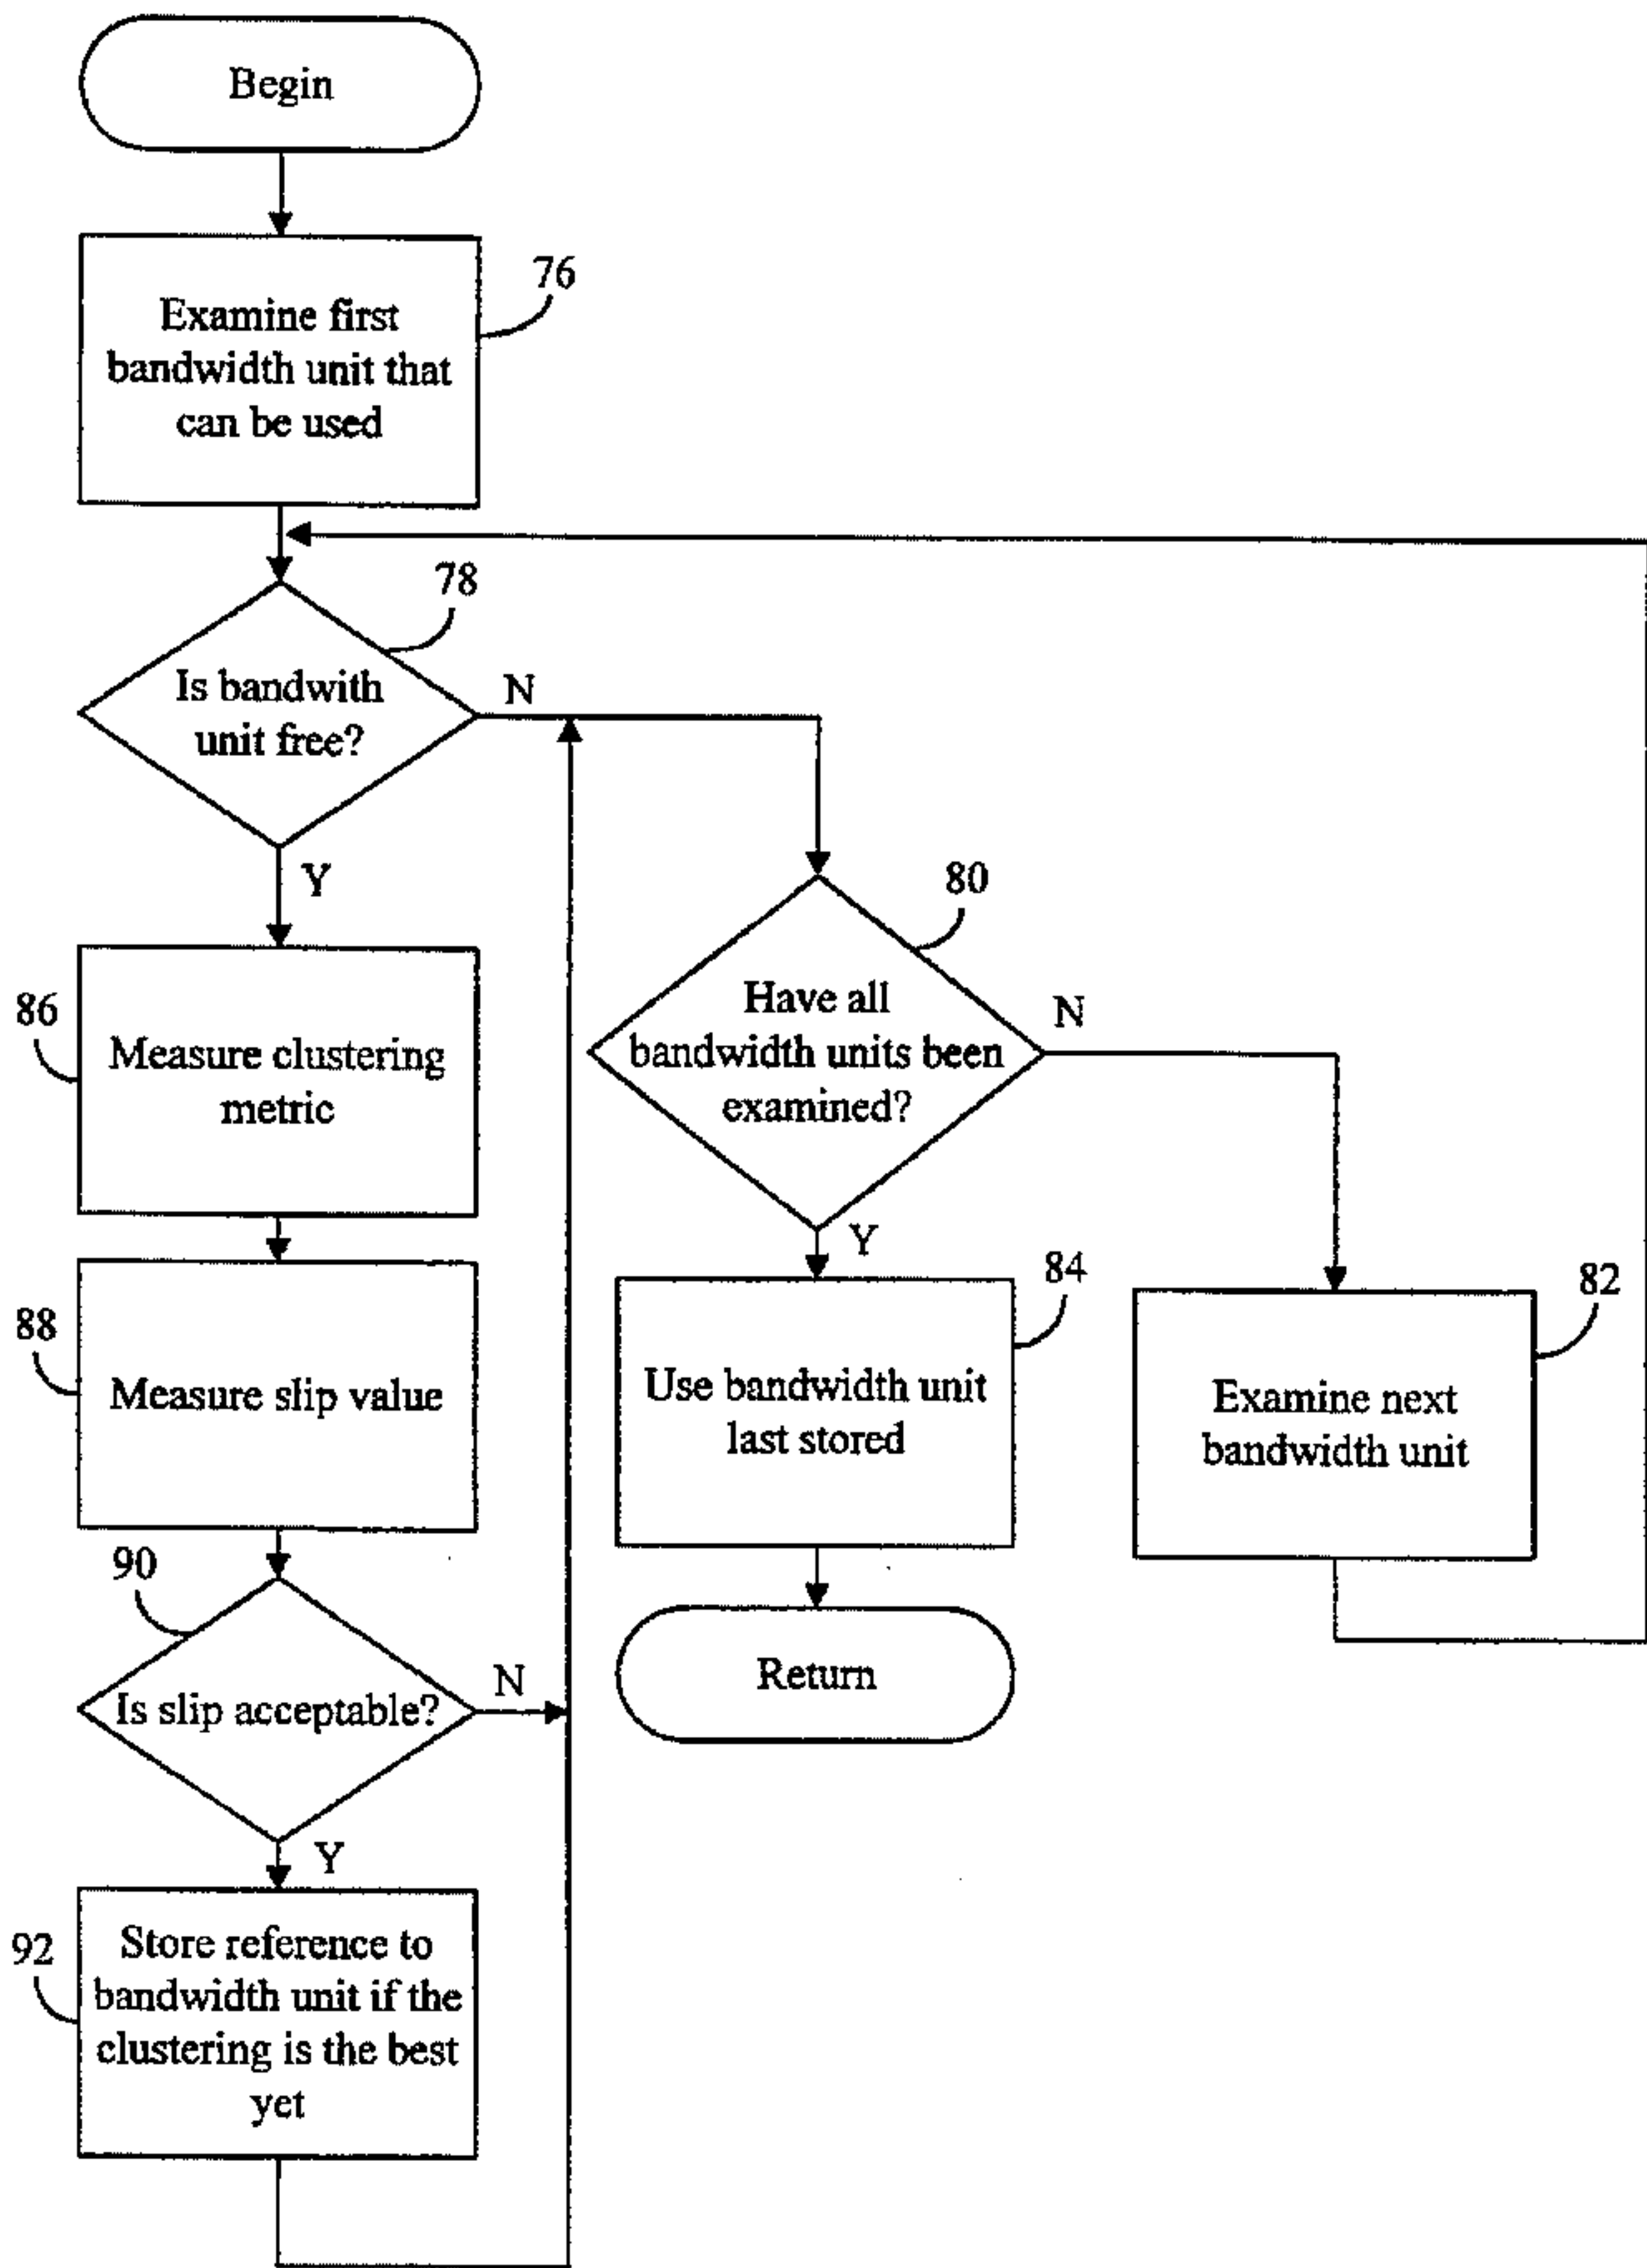 Begin
76
Examine first
bandwidth unit that
can be used
78
Is bandwith
unit free?
N
Y
80
Have all
bandwidth units been
examined?
N
Y
86
Measure clustering
metric
84
Use bandwidth unit
last stored
82
Examine next
bandwidth unit
88
Measure slip value
90
Is slip acceptable?
N
Y
Return
92
Store reference to
bandwidth unit if the
clustering is the best
yet